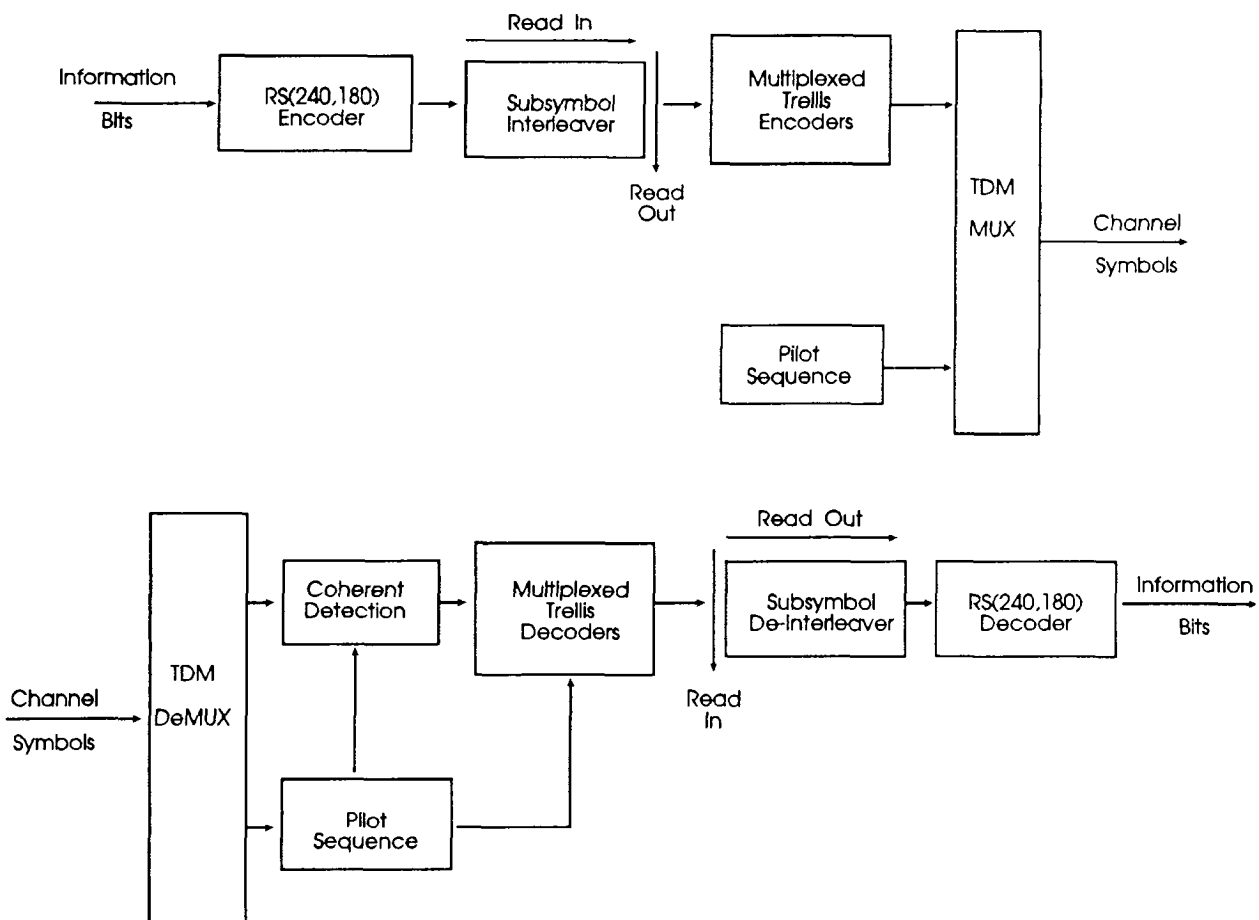 Read In
Information
Bits
RS(240,180)
Encoder
Subsymbol
Interleaver
Read
Out
Multiplexed
Trellis
Encoders
TDM
MUX
Channel
Symbols
Pilot
Sequence
Channel
Symbols
TDM
DeMUX
Coherent
Detection
Pilot
Sequence
Multiplexed
Trellis
Decoders
Read
In
Read Out
Subsymbol
De-Interleaver
RS(240,180)
Decoder
Information
Bits